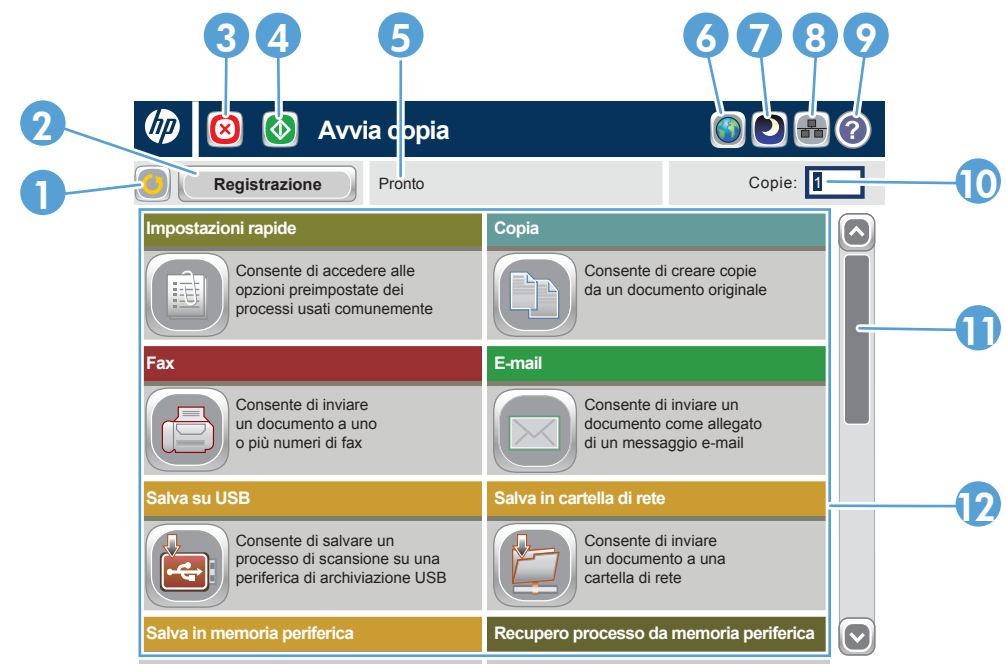 3 4 5 6 7 8 9
2
hp Avvia copia ?
1 Registrazione Pronto Copie: 1 10
Impostazioni rapide
Consente di accedere alle
opzioni preimpostate dei
processi usati comunemente
Copia
Consente di creare copie
da un documento originale
11
Fax
Consente di inviare
un documento a uno
o più numeri di fax
E-mail
Consente di inviare un
documento come allegato
di un messaggio e-mail
Salva su USB
Consente di salvare un
processo di scansione su una
periferica di archiviazione USB
Salva in cartella di rete
Consente di inviare
un documento a una
cartella di rete
12
Salva in memoria periferica
Recupero processo da memoria periferica